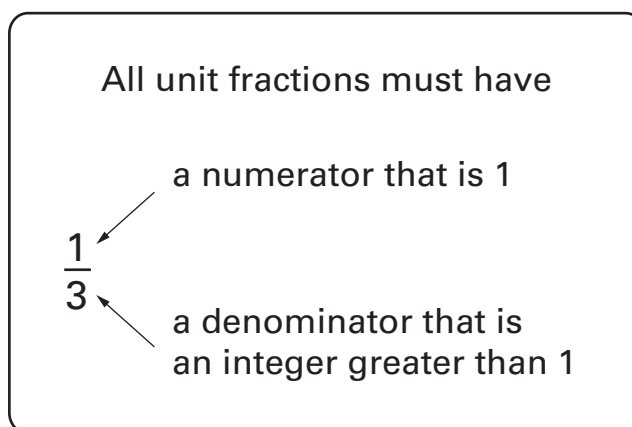 All unit fractions must have
a numerator that is 1
1
3
a denominator that is
an integer greater than 1